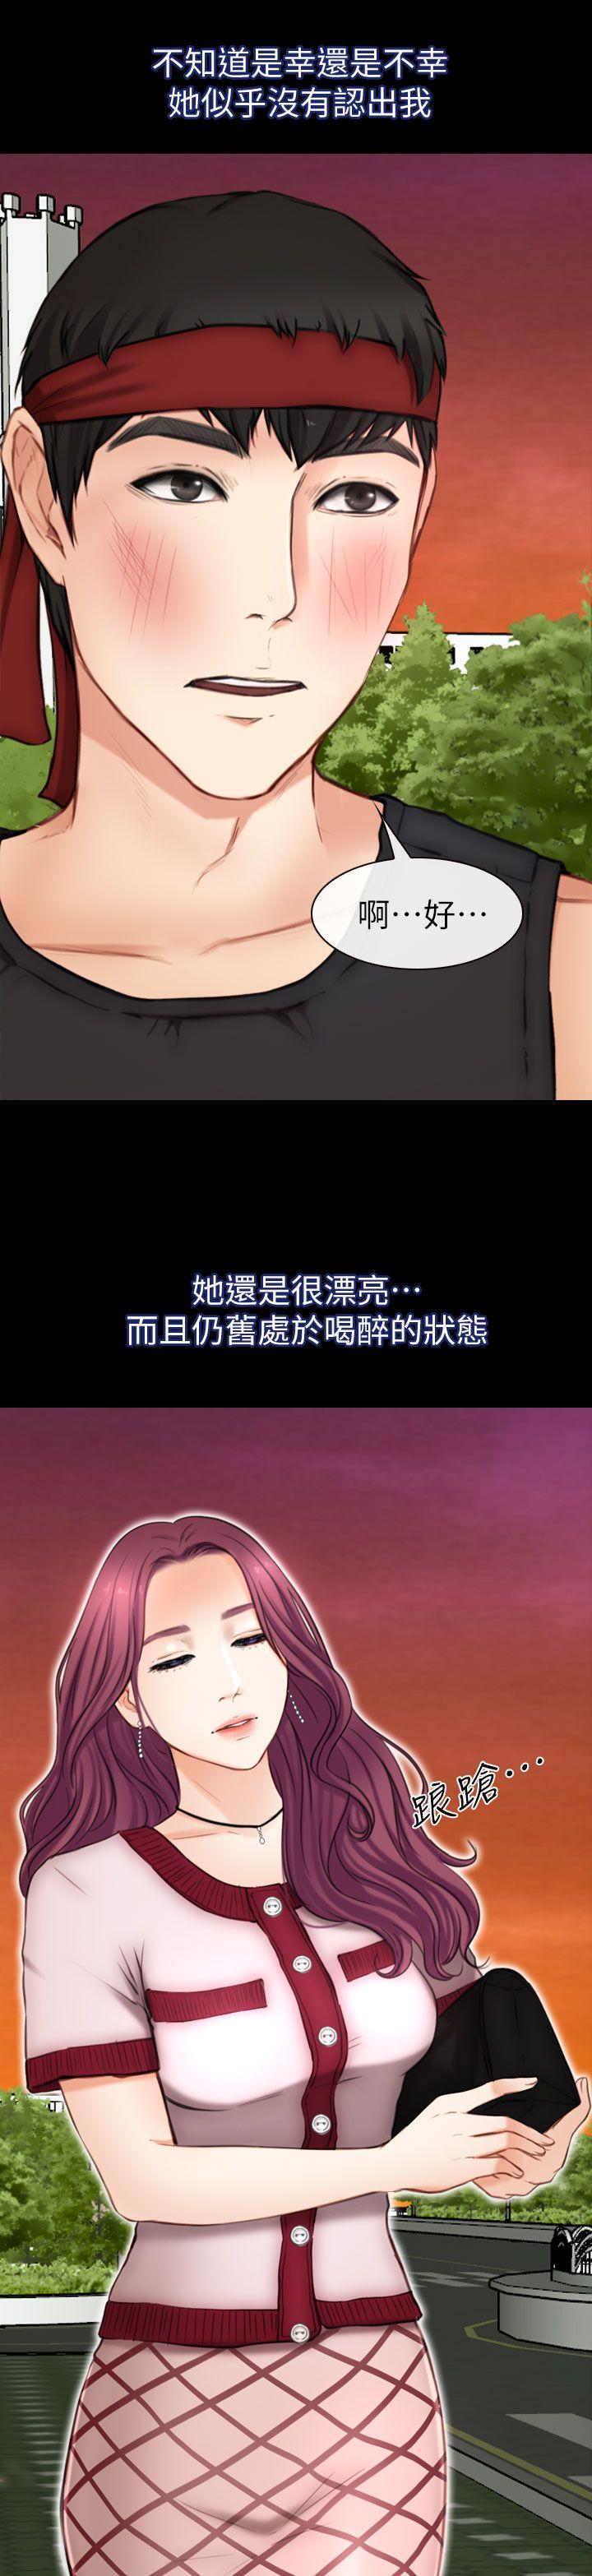 不知道是幸還是不幸
她似乎沒有認出我
啊…好…
她還是很漂亮…
而且仍舊處於喝醉的狀態
踉蹌…